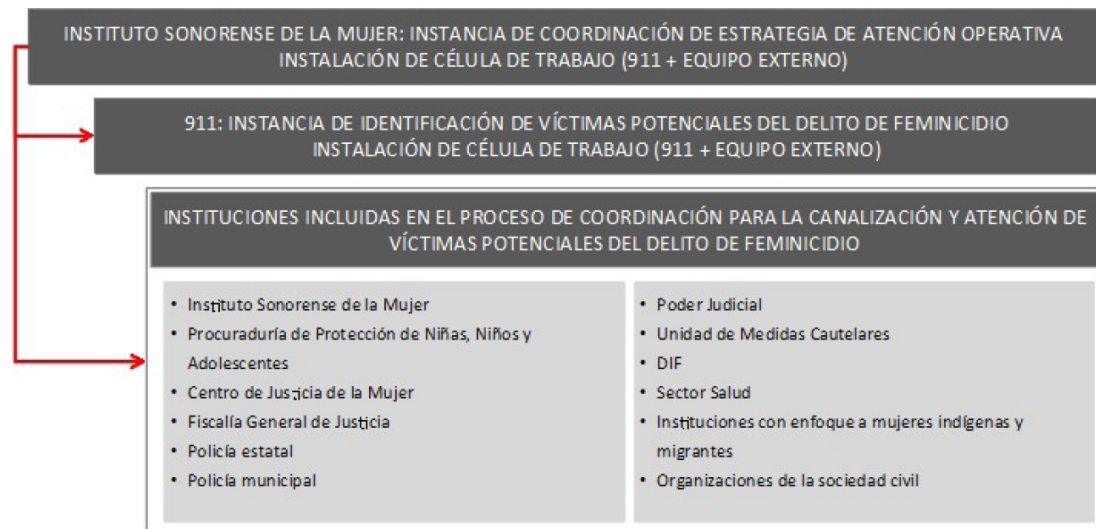 INSTITUTO SONORENSE DE LA MUJER: INSTANCIA DE COORDINACIÓN DE ESTRATEGIA DE ATENCIÓN OPERATIVA
INSTALACIÓN DE CÉLULA DE TRABAJO (911 + EQUIPO EXTERNO)
911: INSTANCIA DE IDENTIFICACIÓN DE VÍCTIMAS POTENCIALES DEL DELITO DE FEMINICIDIO
INSTALACIÓN DE CÉLULA DE TRABAJO (911 + EQUIPO EXTERNO)
INSTITUCIONES INCLUIDAS EN EL PROCESO DE COORDINACIÓN PARA LA CANALIZACIÓN Y ATENCIÓN DE
VÍCTIMAS POTENCIALES DEL DELITO DE FEMINICIDIO
• Instituto Sonorense de la Mujer
• Procuraduría de Protección de Niñas, Niños y
Adolescentes
• Centro de Justicia de la Mujer
• Fiscalía General de Justicia
• Policía estatal
• Policía municipal
• Poder Judicial
• Unidad de Medidas Cautelares
• DIF
• Sector Salud
• Instituciones con enfoque a mujeres indígenas y
migrantes
• Organizaciones de la sociedad civil